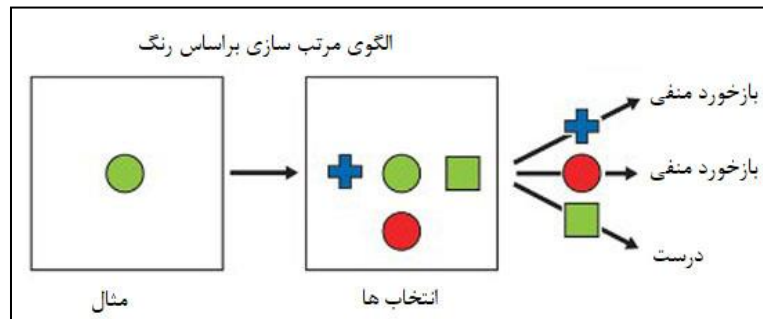 الگوی مرتب سازی براساس رنگ
بازخورد منفی
بازخورد منفی
درست
انتخاب ها
مثال